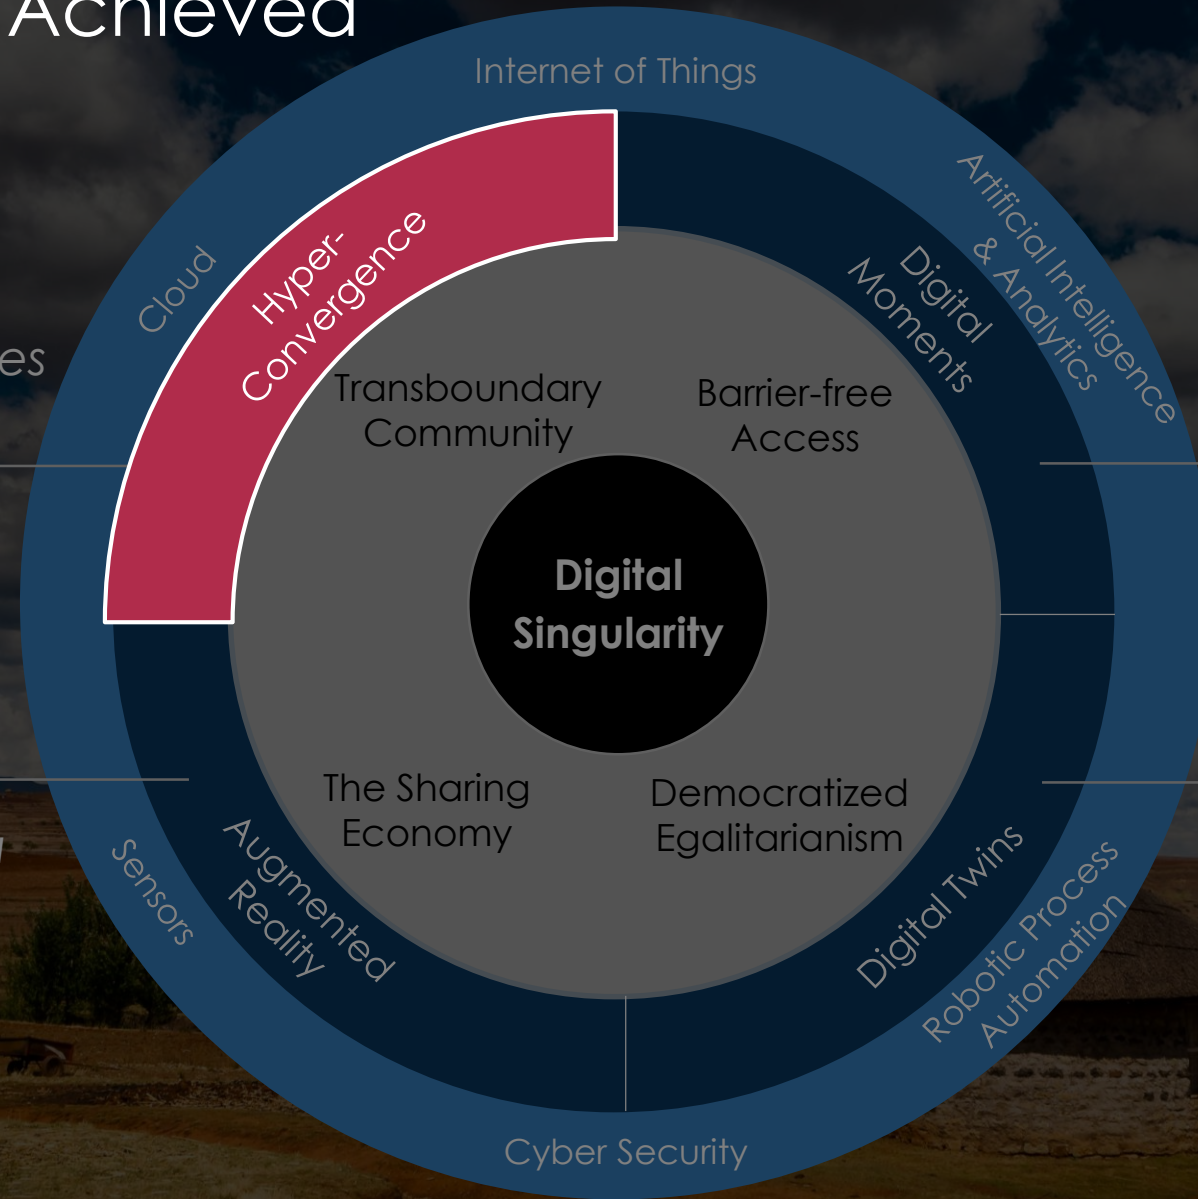 Achieved
Internet of Things
Artificial Intelligence
& Analytics
Cloud
Hyper-
Convergence
Digital
Moments
es
Transboundary
Community
Barrier-free
Access
Digital
Singularity
The Sharing
Economy
Democratized
Egalitarianism
Sensors
Augmented
Reality
Digital Twins
Robotic Process
Automation
Cyber Security